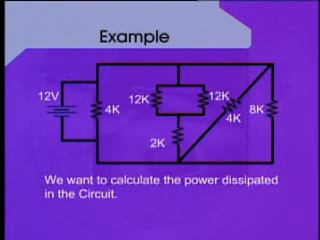 Example
12V
4K
12K
12K
2K
4K
8K
We want to calculate the power dissipated
in the Circuit.